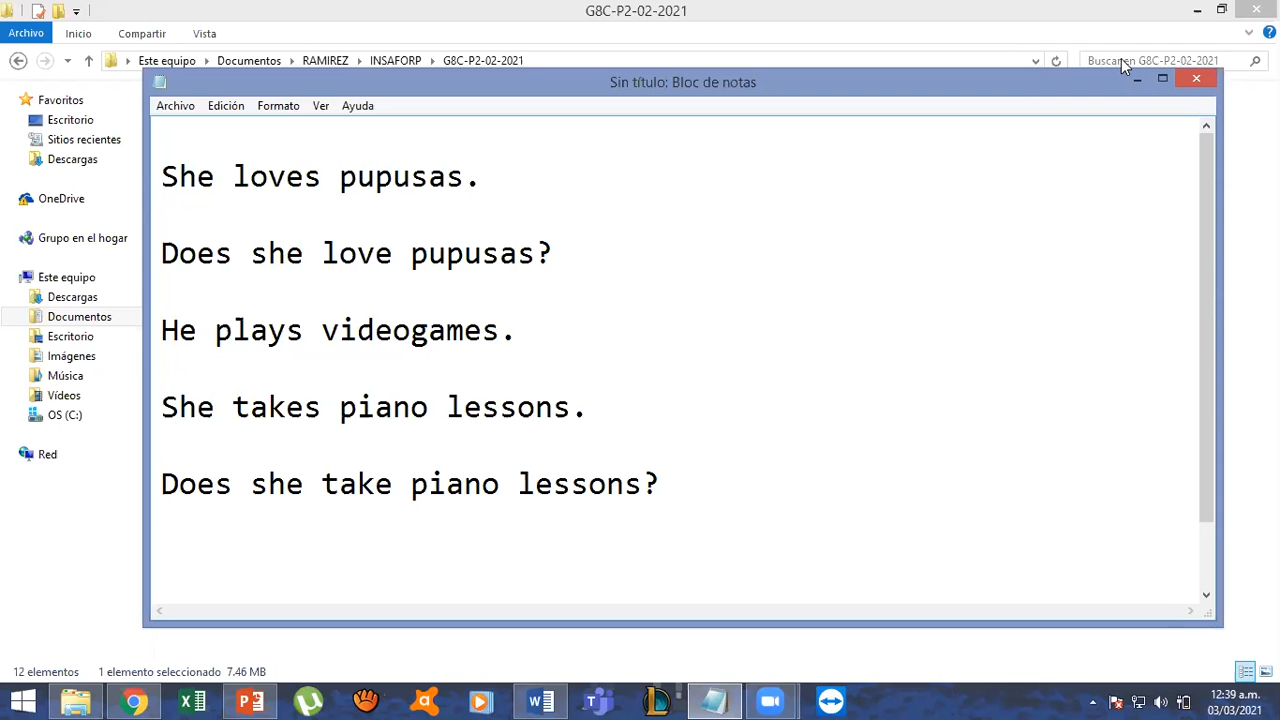 G8C-P2-02-2021
Archivo Inicio Compartir Vista
Este equipo Documentos RAMIREZ INSAFORP G8C-P2-02-2021 Buscar en G8C-P2-02-2021
Sin título: Bloc de notas
Archivo Edición Formato Ver Ayuda
Favoritos
Escritorio
Sitios recientes
Descargas
OneDrive
Grupo en el hogar
Este equipo
Descargas
Documentos
Escritorio
Imágenes
Música
Vídeos
OS (C:)
Red
She loves pupusas.
Does she love pupusas?
He plays videogames.
She takes piano lessons.
Does she take piano lessons?
12 elementos 1 elemento seleccionado 7.46 MB
12:39 a.m.
03/03/2021